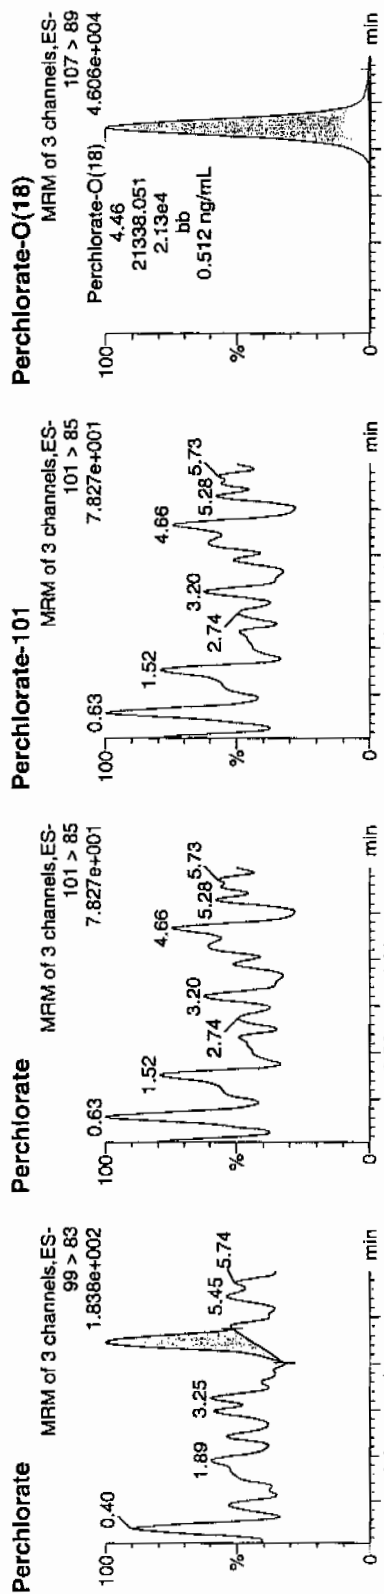 Perchlorate
MRM of 3 channels,ES-
99 > 83
1.838e+002
100
0.40
1.89
3.25
5.45
5.74
%
0
min
Perchlorate
MRM of 3 channels,ES-
101 > 85
7.827e+001
100
0.63
1.52
2.74
3.20
4.66
5.28
5.73
%
0
min
Perchlorate-101
MRM of 3 channels,ES-
101 > 85
7.827e+001
100
0.63
1.52
2.74
3.20
4.66
5.28
5.73
%
0
min
Perchlorate-O(18)
MRM of 3 channels,ES-
107 > 89
4.606e+004
100
Perchlorate-O(18)
4.46
21338.051
2.13e4
bb
0.512 ng/mL
%
0
min